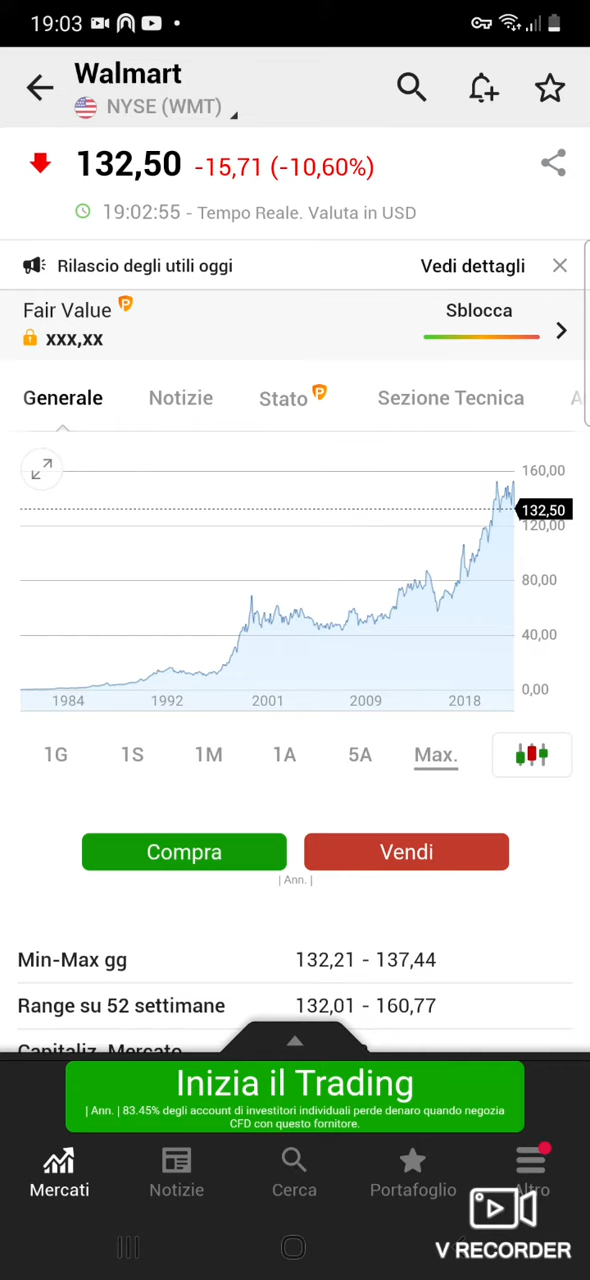 19:03
Walmart
NYSE (WMT)
132,50 -15,71 (-10,60%)
19:02:55 - Tempo Reale. Valuta in USD
Rilascio degli utili oggi Vedi dettagli
Fair Value P Sblocca
xxx,xx
Generale Notizie Stato P Sezione Tecnica A
160,00
132,50
120,00
80,00
40,00
0,00
1984 1992 2001 2009 2018
1G 1S 1M 1A 5A Max.
Compra Vendi
| Ann. |
Min-Max gg 132,21 - 137,44
Range su 52 settimane 132,01 - 160,77
Capitaliz. Mercato
Inizia il Trading
| Ann. | 83.45% degli account di investitori individuali perde denaro quando negozia
CFD con questo fornitore.
Mercati Notizie Cerca Portafoglio Altro
V RECORDER